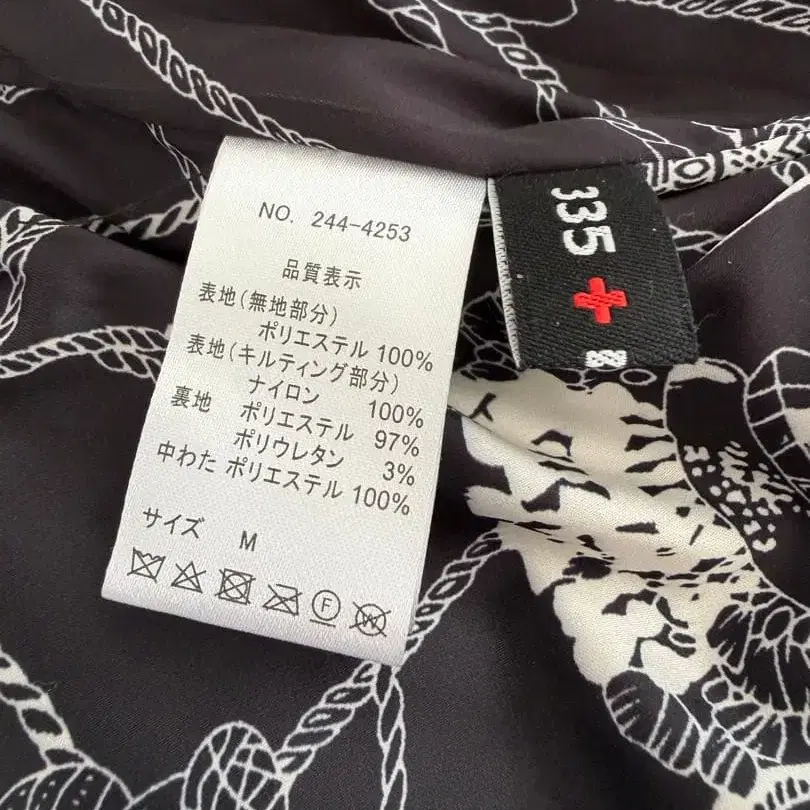 NO. 244-4253
品質表示
表地(無地部分)
ポリエステル 100%
表地(キルティング部分)
ナイロン 100%
裏地 ポリエステル 97%
ポリウレタン 3%
中わた ポリエステル 100%
サイズ M
F
W
335